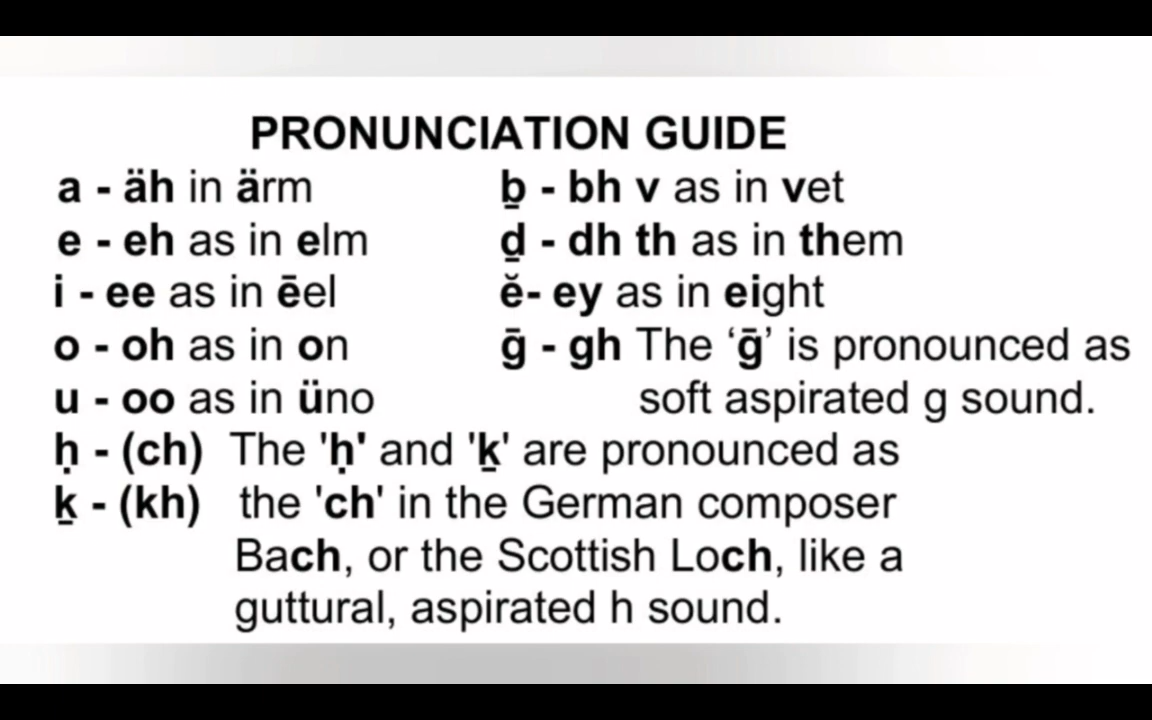 PRONUNCIATION GUIDE
a - äh in ärm
e - eh as in elm
i - ee as in ēel
o - oh as in on
u - oo as in üno
ḇ - bh v as in vet
ḏ - dh th as in them
ĕ- ey as in eight
ḡ - gh The ‘ḡ’ is pronounced as
soft aspirated g sound.
ḥ - (ch) The 'ḥ' and 'ḵ' are pronounced as
ḵ - (kh) the 'ch' in the German composer
Bach, or the Scottish Loch, like a
guttural, aspirated h sound.